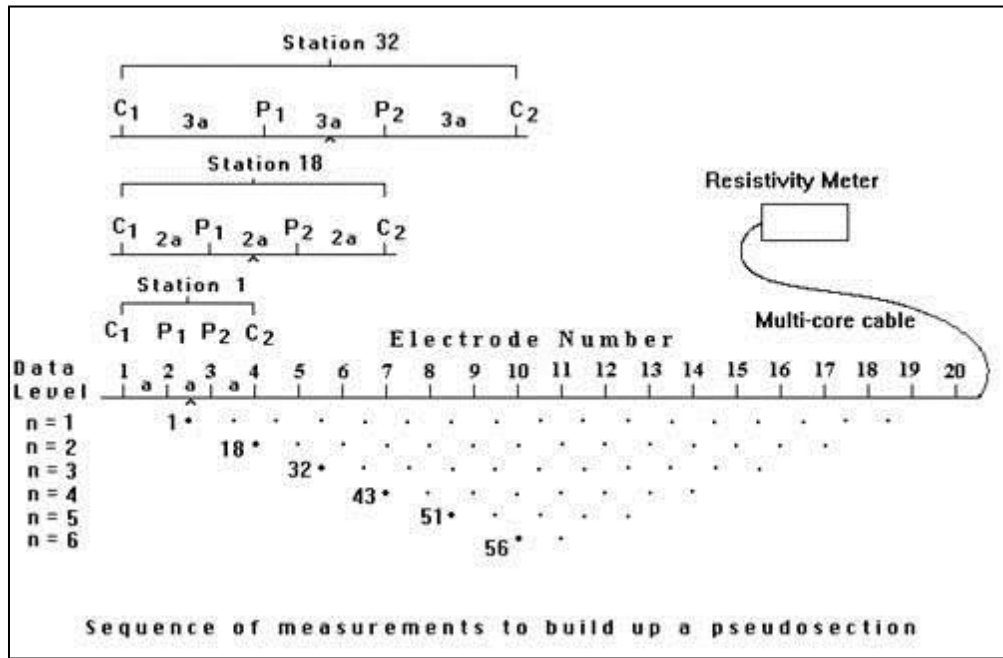 Station 32
C1 3a P1 3a P2 3a C2
Station 18
C1 2a P1 2a P2 2a C2
Resistivity Meter
Station 1
C1 P1 P2 C2
Multi-core cable
Electrode Number
Data Level
1 2 3 4 5 6 7 8 9 10 11 12 13 14 15 16 17 18 19 20
a a a
n = 1 1
n = 2 18
n = 3 32
n = 4 43
n = 5 51
n = 6 56
Sequence of measurements to build up a pseudosection